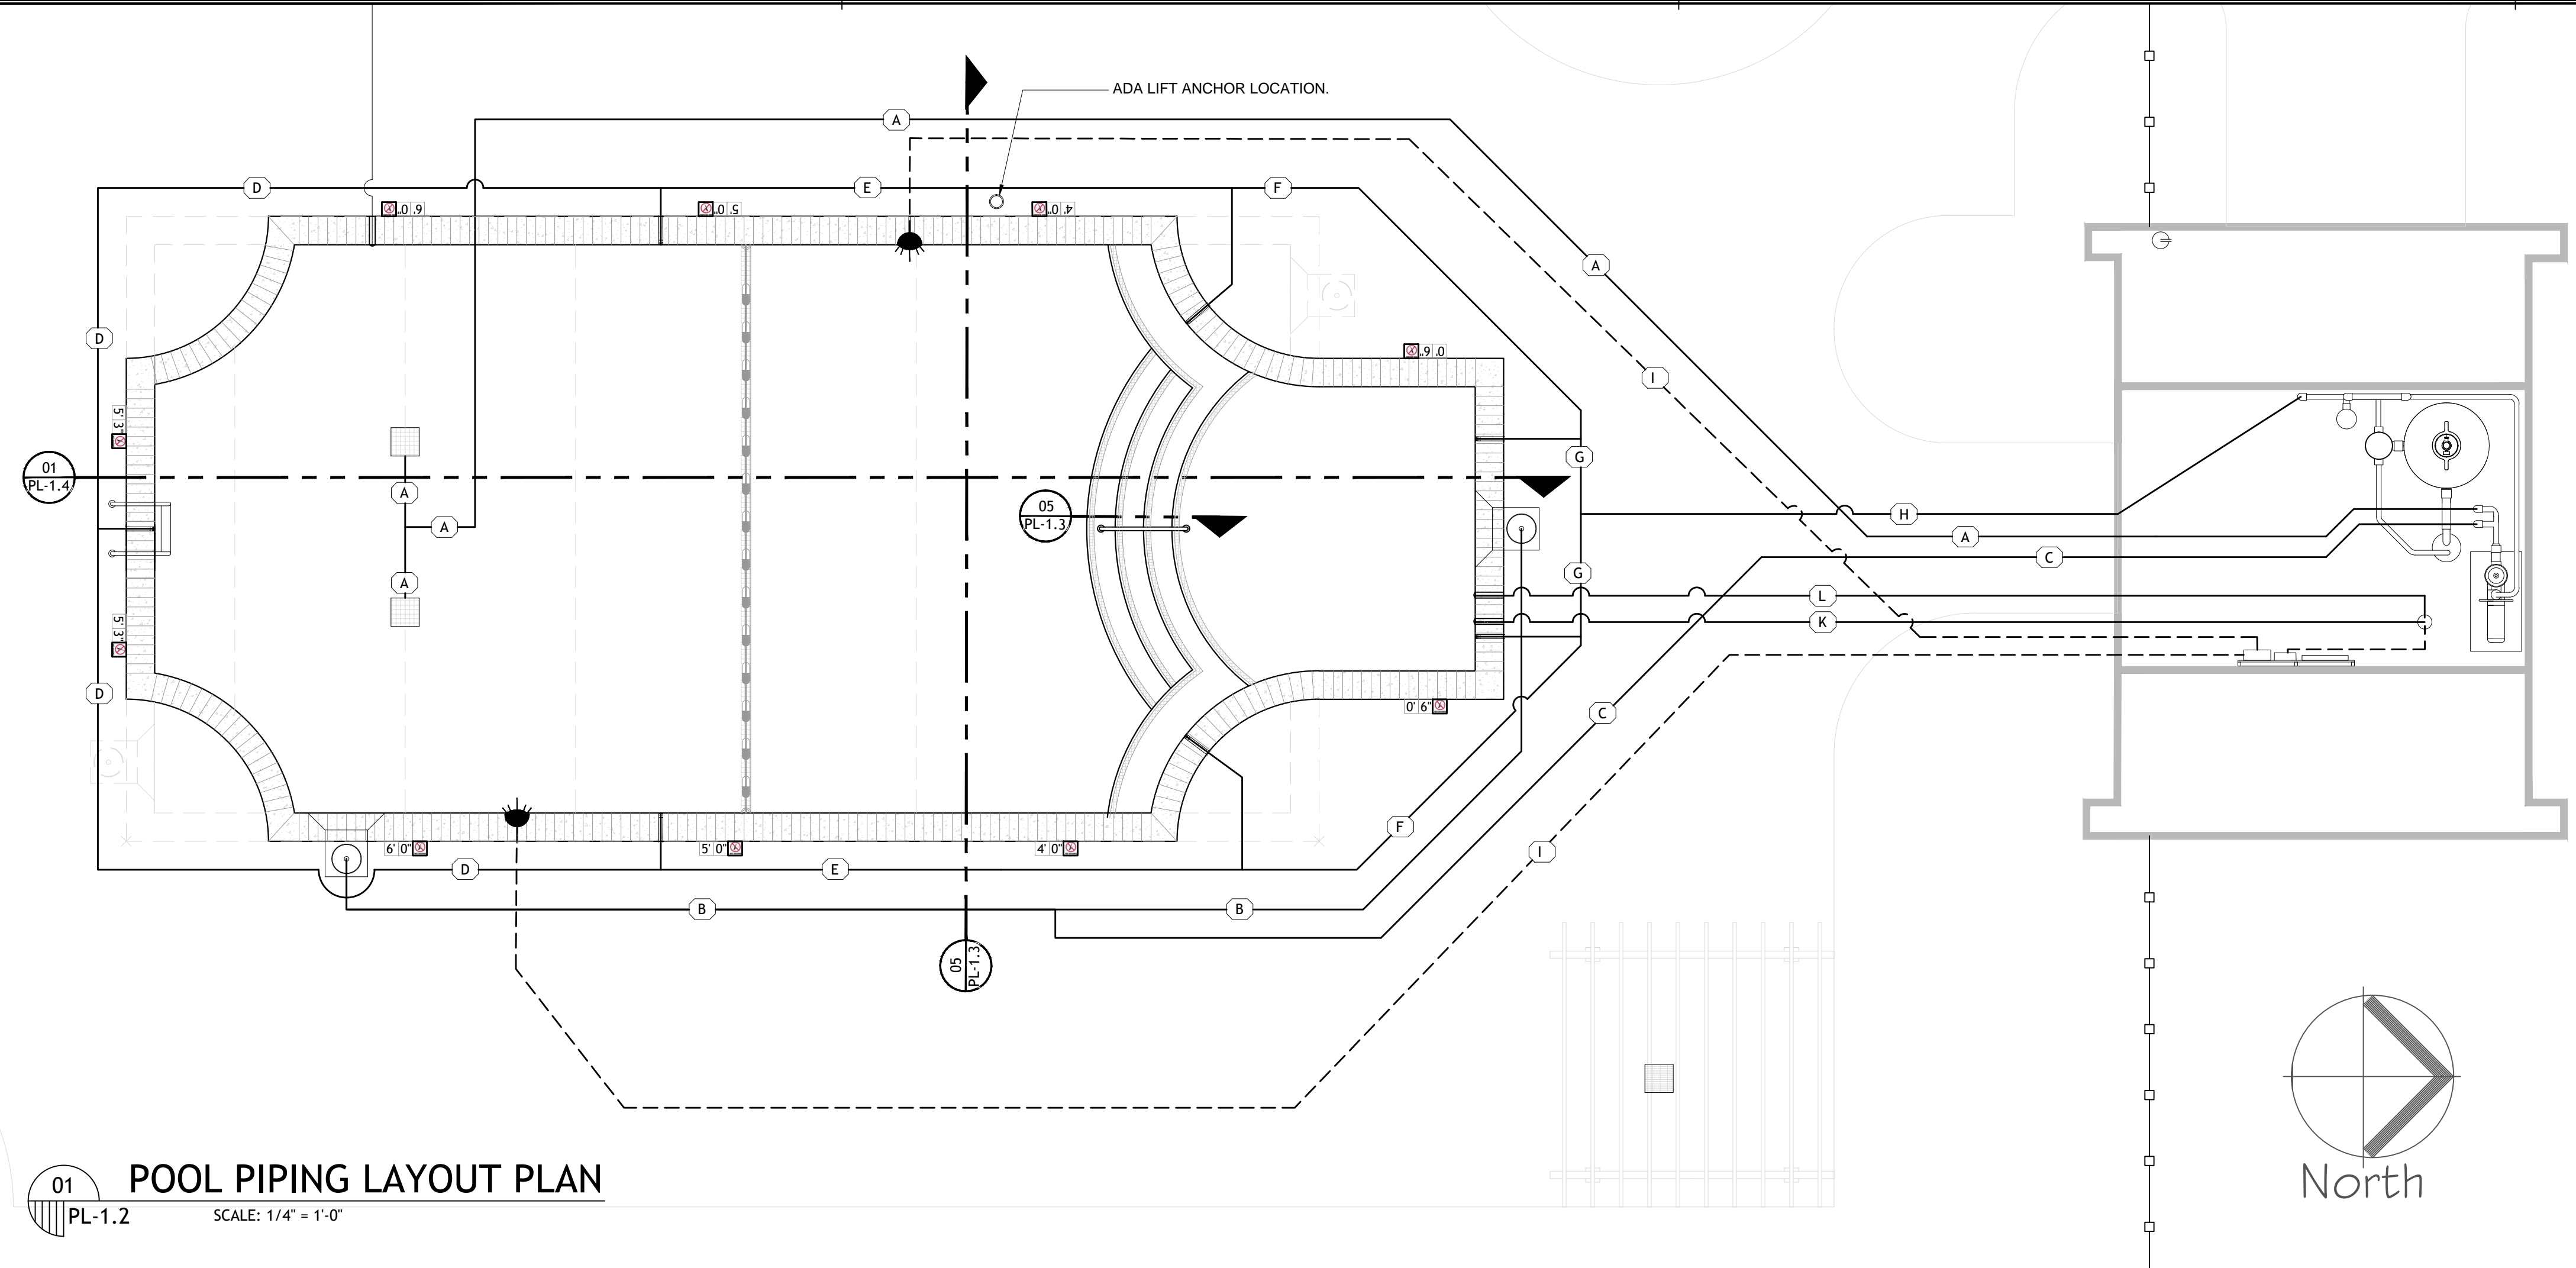 ADA LIFT ANCHOR LOCATION.
A
D
E
F
6' 0"
5' 0"
4' 0"
A
D
0' 6"
I
5' 3"
01
PL-1.4
A
A
A
05
PL-1.3
G
H
A
C
G
L
K
5' 3"
D
0' 6"
C
6' 0"
5' 0"
4' 0"
F
D
E
I
B
B
05
PL-1.3
North
01
POOL PIPING LAYOUT PLAN
PL-1.2
SCALE: 1/4" = 1'-0"